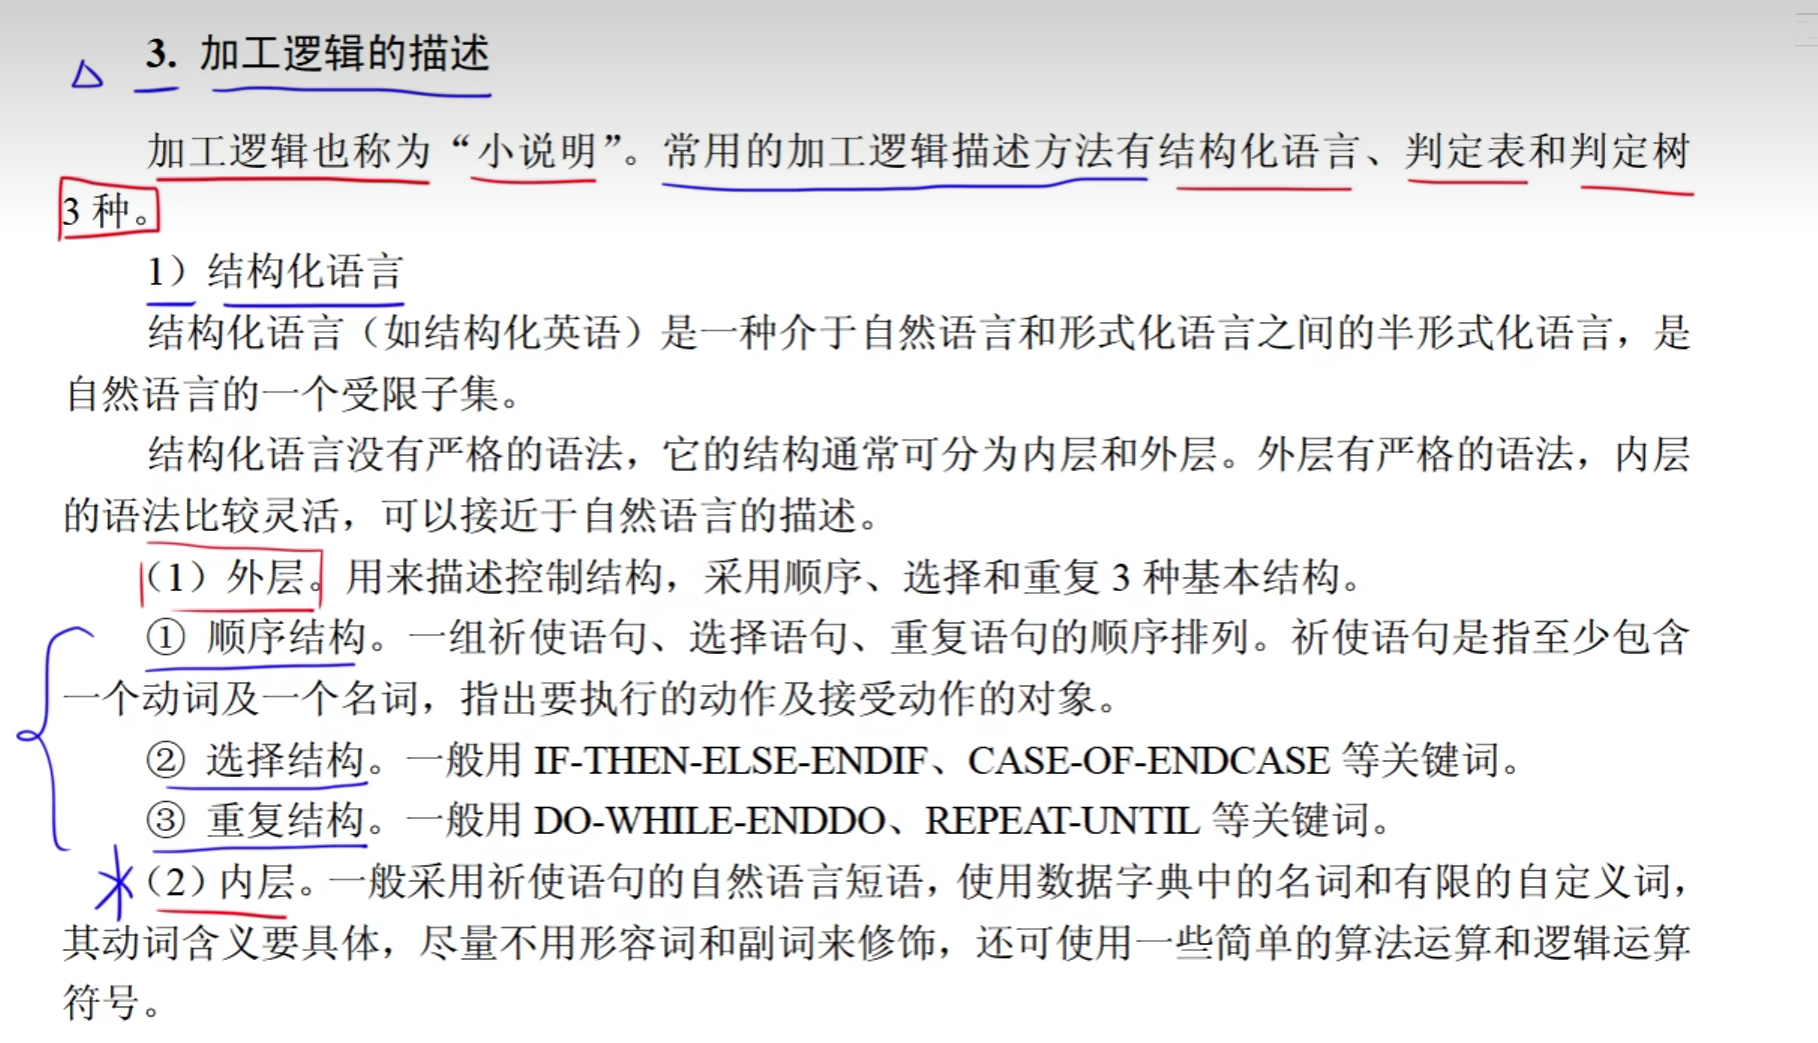 3. 加工逻辑的描述
加工逻辑也称为“小说明”。常用的加工逻辑描述方法有结构化语言、判定表和判定树
3 种。
1）结构化语言
结构化语言（如结构化英语）是一种介于自然语言和形式化语言之间的半形式化语言，是
自然语言的一个受限子集。
结构化语言没有严格的语法，它的结构通常可分为内层和外层。外层有严格的语法，内层
的语法比较灵活，可以接近于自然语言的描述。
（1）外层。用来描述控制结构，采用顺序、选择和重复 3 种基本结构。
① 顺序结构。一组祈使语句、选择语句、重复语句的顺序排列。祈使语句是指至少包含
一个动词及一个名词，指出要执行的动作及接受动作的对象。
② 选择结构。一般用 IF-THEN-ELSE-ENDIF、CASE-OF-ENDCASE 等关键词。
③ 重复结构。一般用 DO-WHILE-ENDDO、REPEAT-UNTIL 等关键词。
（2）内层。一般采用祈使语句的自然语言短语，使用数据字典中的名词和有限的自定义词，
其动词含义要具体，尽量不用形容词和副词来修饰，还可使用一些简单的算法运算和逻辑运算
符号。